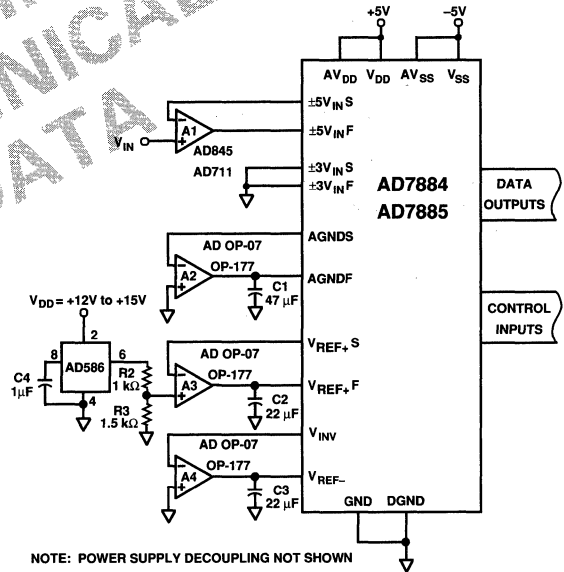 NICAL
DATA
+5V
–5V
AVDD VDD AVSS VSS
±5VIN S
A1
±5VIN F
VIN
AD845
AD711
±3VIN S
±3VIN F
AD7884
AD7885
DATA
OUTPUTS
AGNDS
AD OP-07
OP-177
A2
AGNDF
C1
47 µF
VDD = +12V to +15V
CONTROL
INPUTS
2
VREF+ S
8
6
AD586
R2
1 kΩ
AD OP-07
OP-177
A3
VREF+ F
C4
1µF
4
R3
1.5 kΩ
C2
22 µF
VINV
AD OP-07
OP-177
A4
VREF–
C3
22 µF
GND DGND
NOTE: POWER SUPPLY DECOUPLING NOT SHOWN